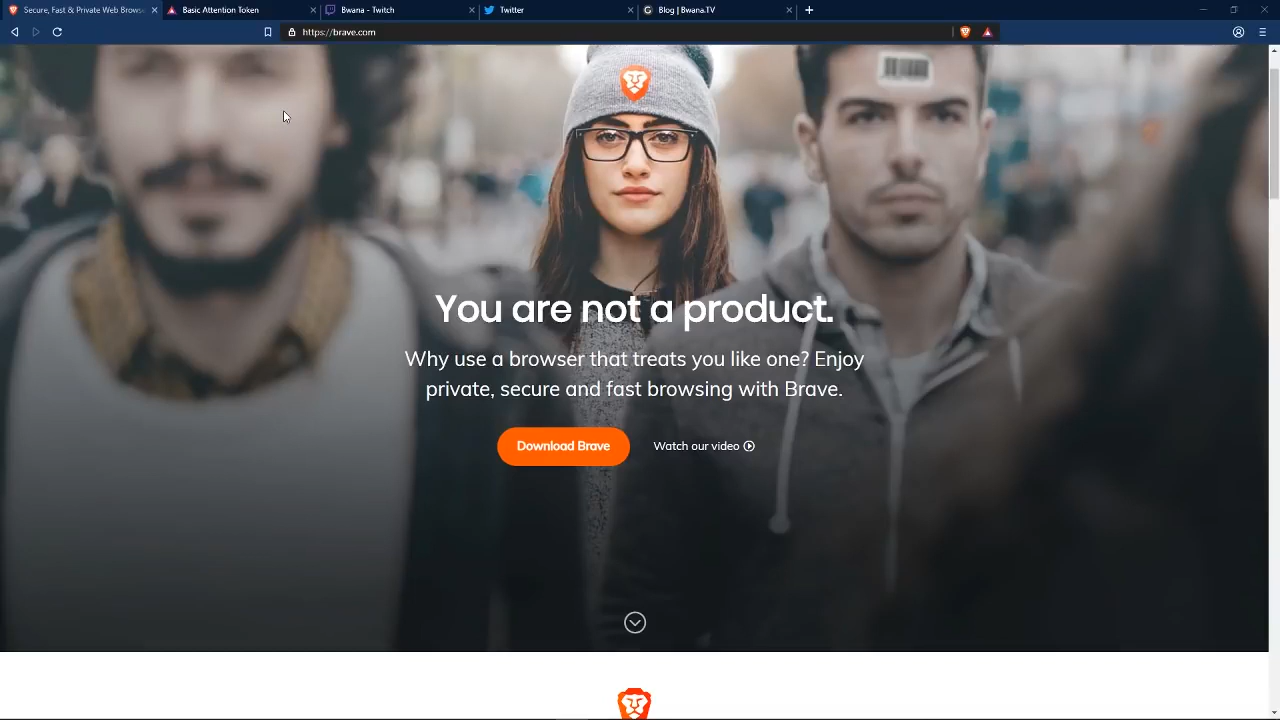 Secure, Fast & Private Web Brows
Basic Attention Token
Bwana - Twitch
Twitter
Blog | Bwana.TV
https://brave.com
You are not a product.
Why use a browser that treats you like one? Enjoy
private, secure and fast browsing with Brave.
Download Brave
Watch our video